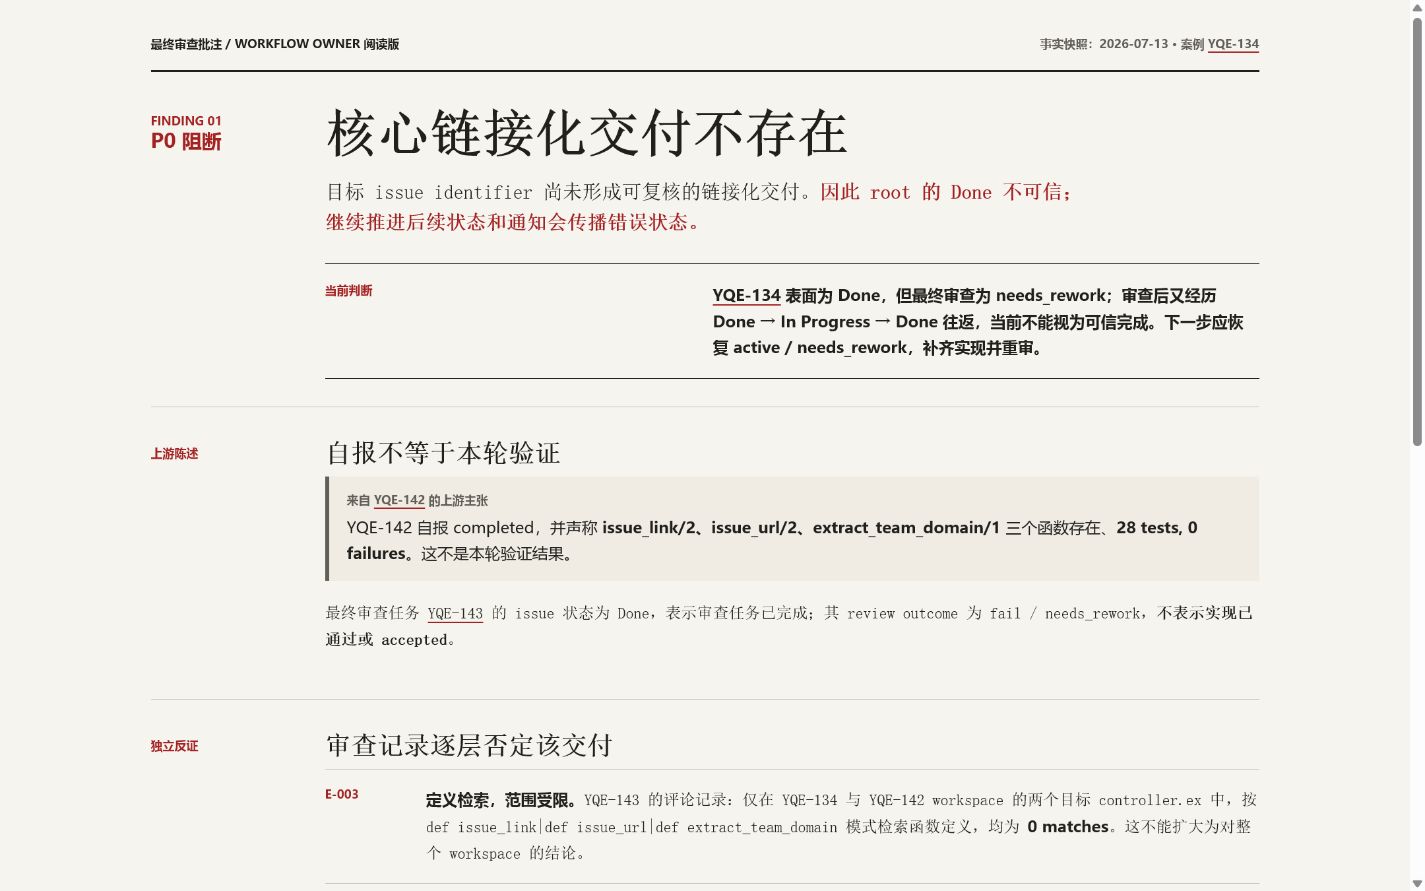 最终审查批注 / WORKFLOW OWNER 阅读版
事实快照：2026-07-13 • 案例 YQE-134
FINDING 01
P0 阻断
核心链接化交付不存在
目标 issue identifier 尚未形成可复核的链接化交付。因此 root 的 Done 不可信；
继续推进后续状态和通知会传播错误状态。
当前判断
YQE-134 表面为 Done，但最终审查为 needs_rework；审查后又经历
Done → In Progress → Done 往返，当前不能视为可信完成。下一步应恢
复 active / needs_rework，补齐实现并重审。
上游陈述
自报不等于本轮验证
来自 YQE-142 的上游主张
YQE-142 自报 completed，并声称 issue_link/2、issue_url/2、extract_team_domain/1 三个函数存在、28 tests, 0
failures。这不是本轮验证结果。
最终审查任务 YQE-143 的 issue 状态为 Done，表示审查任务已完成；其 review outcome 为 fail / needs_rework，不表示实现已
通过或 accepted。
独立反证
审查记录逐层否定该交付
E-003
定义检索，范围受限。YQE-143 的评论记录：仅在 YQE-134 与 YQE-142 workspace 的两个目标 controller.ex 中，按
def issue_link|def issue_url|def extract_team_domain 模式检索函数定义，均为 0 matches。这不能扩大为对整
个 workspace 的结论。